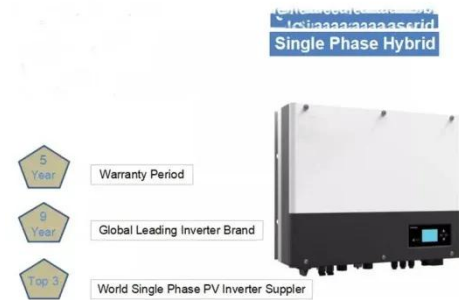 Single Phase Hybrid
5
Year
Warranty Period
9
Year
Global Leading Inverter Brand
Top 3
World Single Phase PV Inverter Suppler